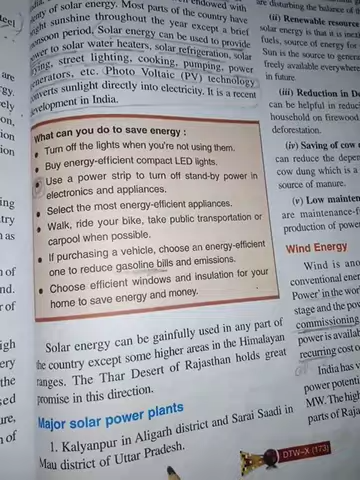 endowed with
plenty of solar energy. Most parts of the country have
bright sunshine throughout the year except a brief
monsoon period. Solar energy can be used to provide
power to solar water heaters, solar refrigeration, solar
drying, street lighting, cooking, pumping, power
generators, etc. Photo Voltaic (PV) technology
converts sunlight directly into electricity. It is a recent
development in India.
What can you do to save energy :
• Turn off the lights when you're not using them.
• Buy energy-efficient compact LED lights.
• Use a power strip to turn off stand-by power in
electronics and appliances.
• Select the most energy-efficient appliances.
• Walk, ride your bike, take public transportation or
carpool when possible.
• If purchasing a vehicle, choose an energy-efficient
one to reduce gasoline bills and emissions.
• Choose efficient windows and insulation for your
home to save energy and money.
Solar energy can be gainfully used in any part of
the country except some higher areas in the Himalayan
ranges. The Thar Desert of Rajasthan holds great
promise in this direction.
Major solar power plants
1. Kalyanpur in Aligarh district and Sarai Saadi in
Mau district of Uttar Pradesh.
are disturbing the balance of
(ii) Renewable resour
solar energy is that it is inex
fuels, source of energy for
Sun is the source to genera
freely available everywhere
in future.
(iii) Reduction in De
can be helpful in reduc
household on firewood
deforestation.
(iv) Saving of cow
can reduce the depen
cow dung which is a
source of manure.
(v) Low mainten
are maintenance-f
production of power
Wind Energy
Wind is ano
conventional ener
Power' in the worl
stage and the pov
commissioning
power is availab
recurring cost o
India has v
power potenti
MW. The high
parts of Raja
DTW-X (173)